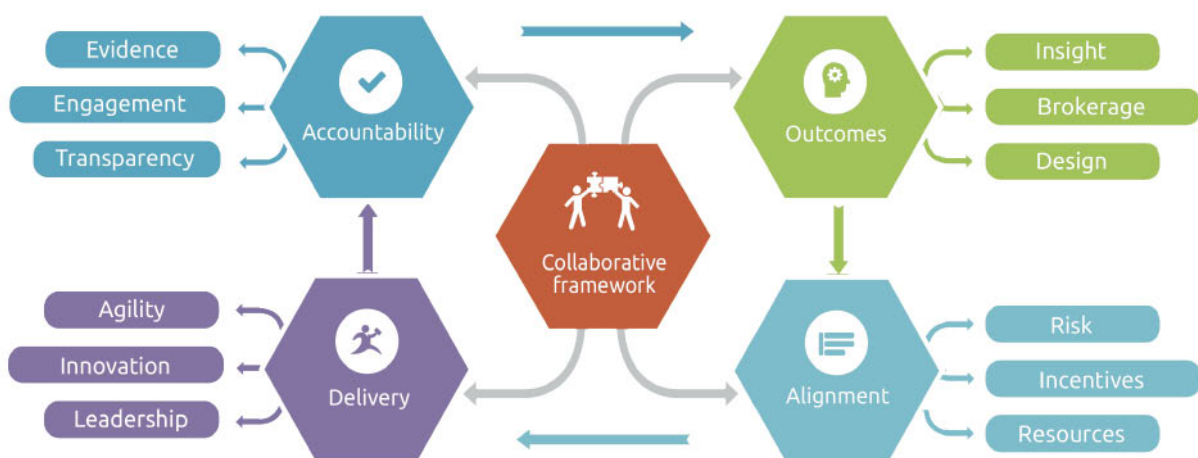 Evidence
Engagement
Transparency
Accountability
Outcomes
Insight
Brokerage
Design
Collaborative
framework
Agility
Innovation
Leadership
Delivery
Alignment
Risk
Incentives
Resources